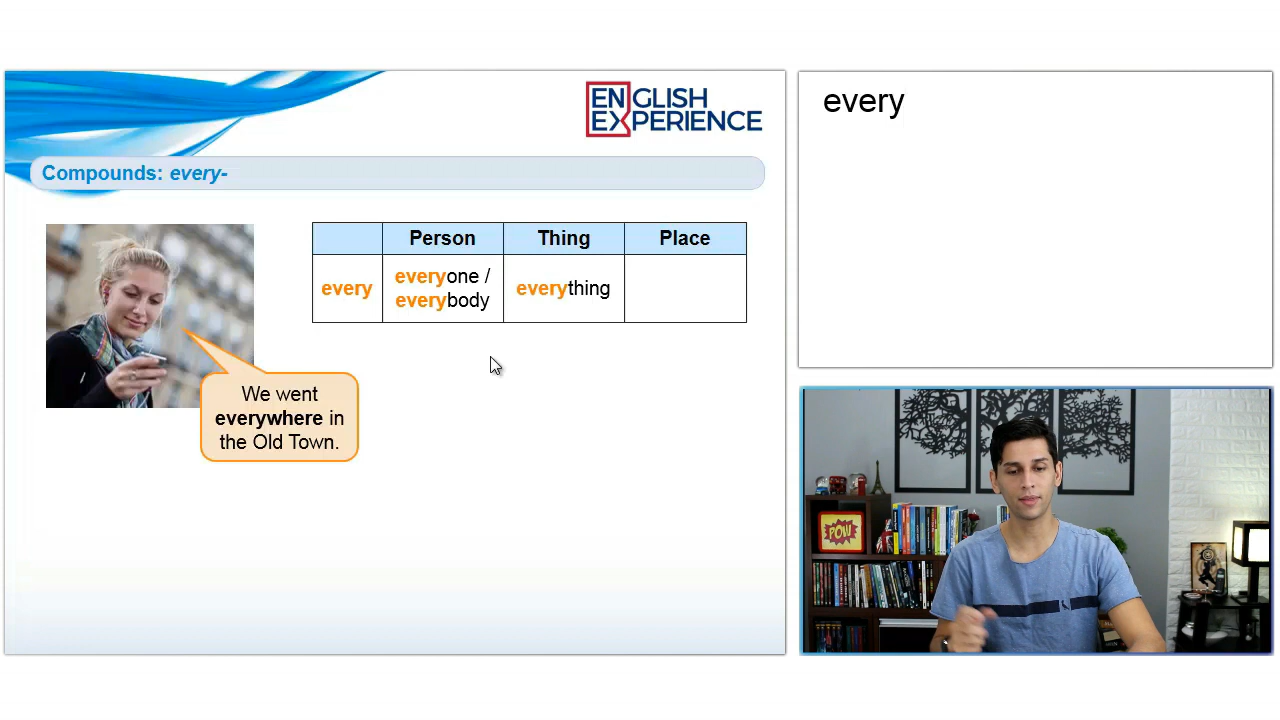 ENGLISH
EXPERIENCE
Compounds: every-
Person Thing Place
every everyone / everybody everything
We went
everywhere in
the Old Town.
every
POW